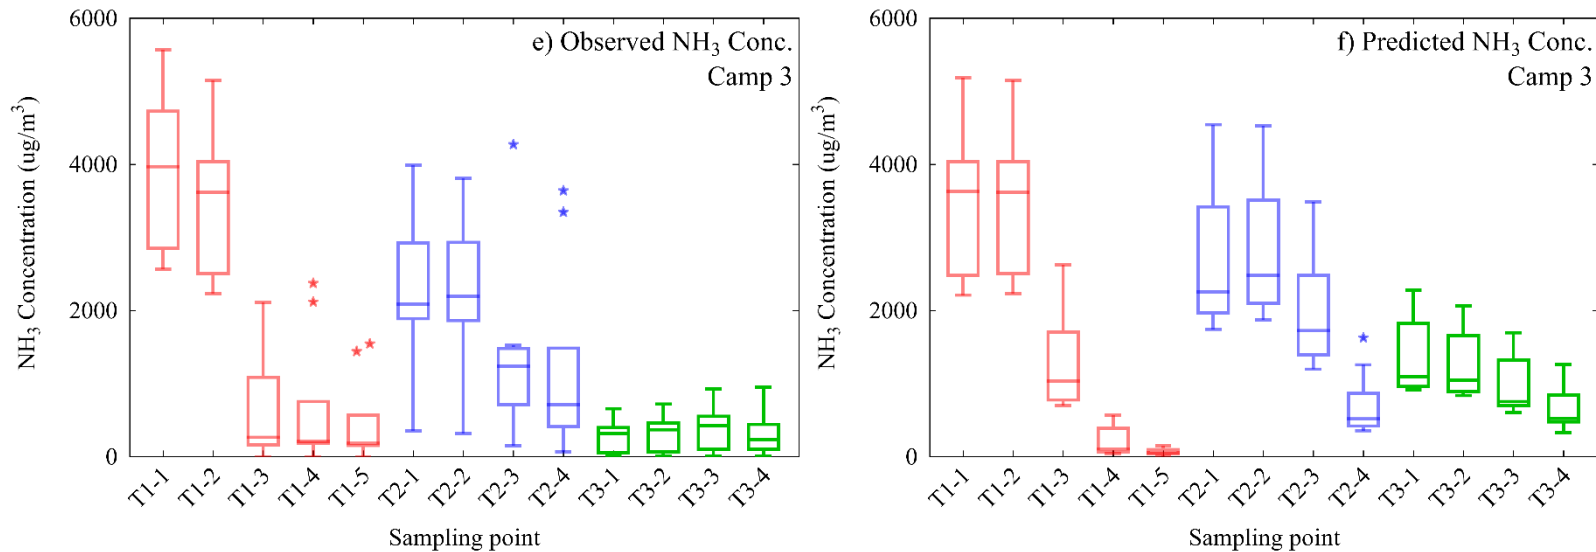 e) Observed NH₃ Conc.
Camp 3
NH₃ Concentration (ug/m³)
6000
4000
2000
0
T1-1
T1-2
T1-3
T1-4
T1-5
T2-1
T2-2
T2-3
T2-4
T3-1
T3-2
T3-3
T3-4
Sampling point
f) Predicted NH₃ Conc.
Camp 3
NH₃ Concentration (ug/m³)
6000
4000
2000
0
T1-1
T1-2
T1-3
T1-4
T1-5
T2-1
T2-2
T2-3
T2-4
T3-1
T3-2
T3-3
T3-4
Sampling point